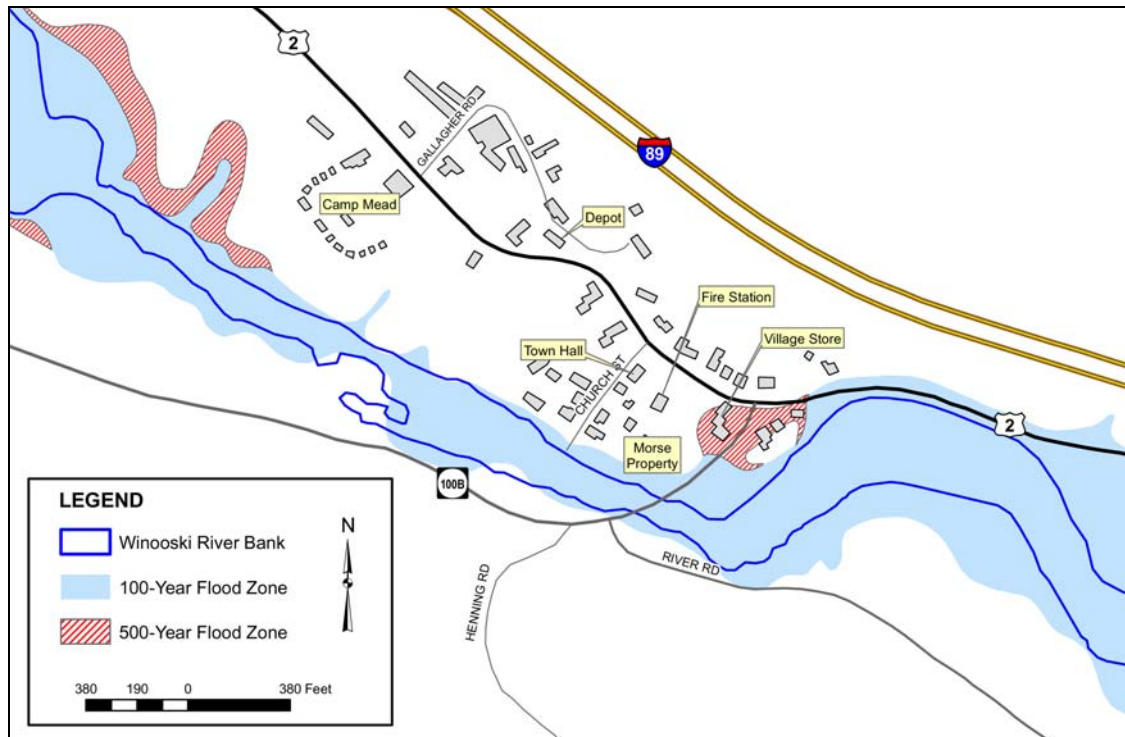 2
GALLAGHER RD
89
Camp Mead
Depot
Fire Station
Village Store
Town Hall
CHURCH ST
2
Morse
Property
100B
RIVER RD
HENNING RD
LEGEND
Winooski River Bank
100-Year Flood Zone
500-Year Flood Zone
N
380 190 0 380 Feet